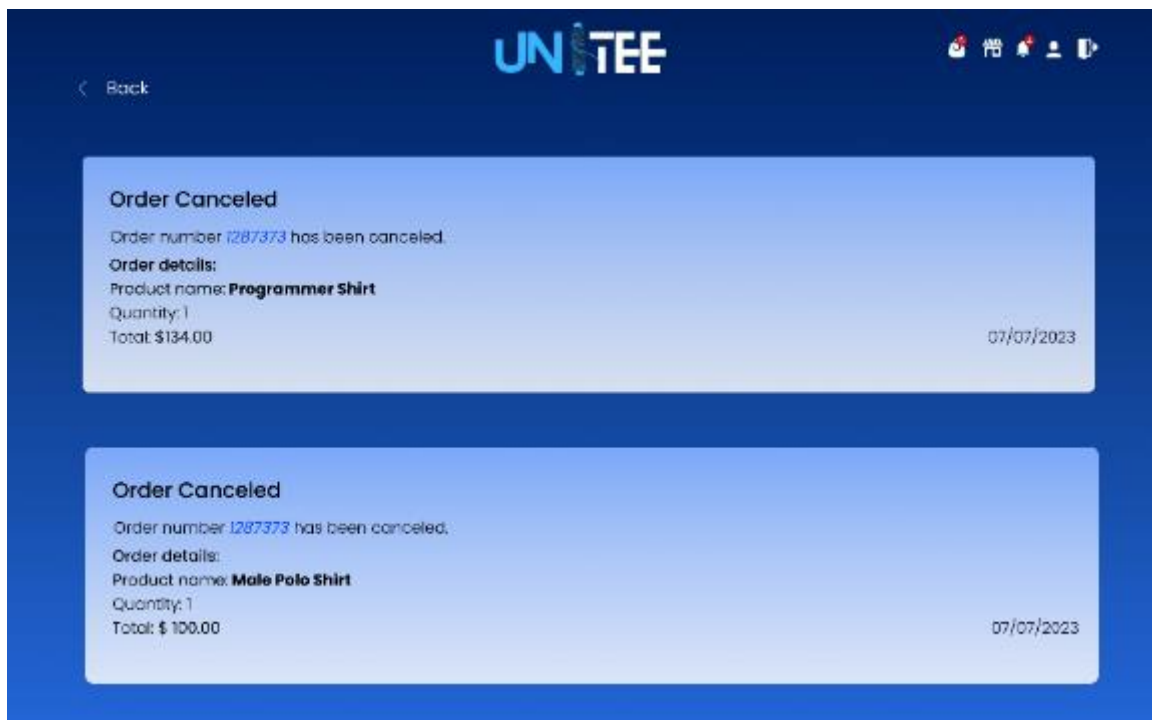 UNITEE
Back
Order Canceled
Order number 1287373 has been canceled.
Order details:
Product name: Programmer Shirt
Quantity: 1
Total: $134.00
07/07/2023
Order Canceled
Order number 1287373 has been canceled.
Order details:
Product name: Male Polo Shirt
Quantity: 1
Total: $ 100.00
07/07/2023